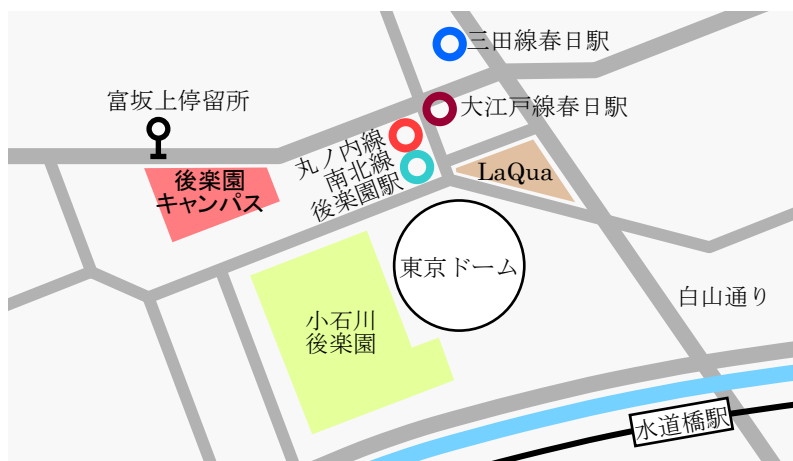 三田線春日駅
富坂上停留所
大江戸線春日駅
丸ノ内線
南北線
後楽園駅
LaQua
後楽園
キャンパス
東京ドーム
白山通り
小石川
後楽園
水道橋駅